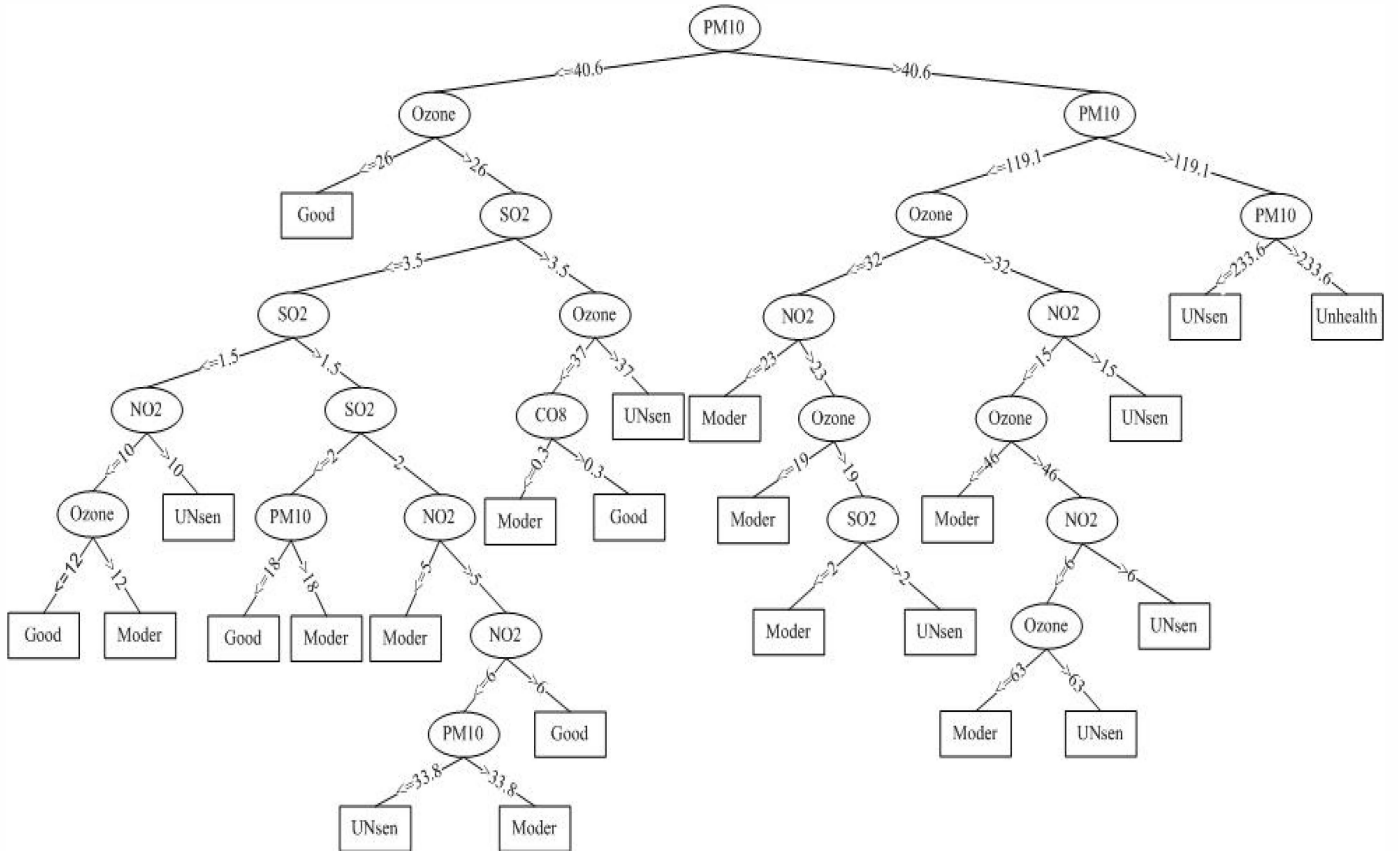 PM10
<=40.6
>40.6
Ozone
PM10
<=26
>26
<=119.1
>119.1
Good
SO2
Ozone
PM10
<=3.5
>3.5
<=32
>32
<=233.6
>233.6
SO2
Ozone
NO2
NO2
UNsen
Unhealth
<=1.5
>1.5
<=37
>37
<=23
>23
<=15
>15
NO2
SO2
CO8
UNsen
Moder
Ozone
Ozone
UNsen
<=10
>10
<=2
2
<=0.3
>0.3
<=19
>19
<=46
>46
Ozone
UNsen
PM10
NO2
Moder
Good
Moder
SO2
Moder
NO2
<=12
>12
<=18
>18
<=5
>5
<=2
>2
<=6
>6
Good
Moder
Good
Moder
Moder
NO2
Moder
UNsen
Ozone
UNsen
<=6
>6
<=63
>63
PM10
Good
Moder
UNsen
<=33.8
>33.8
UNsen
Moder